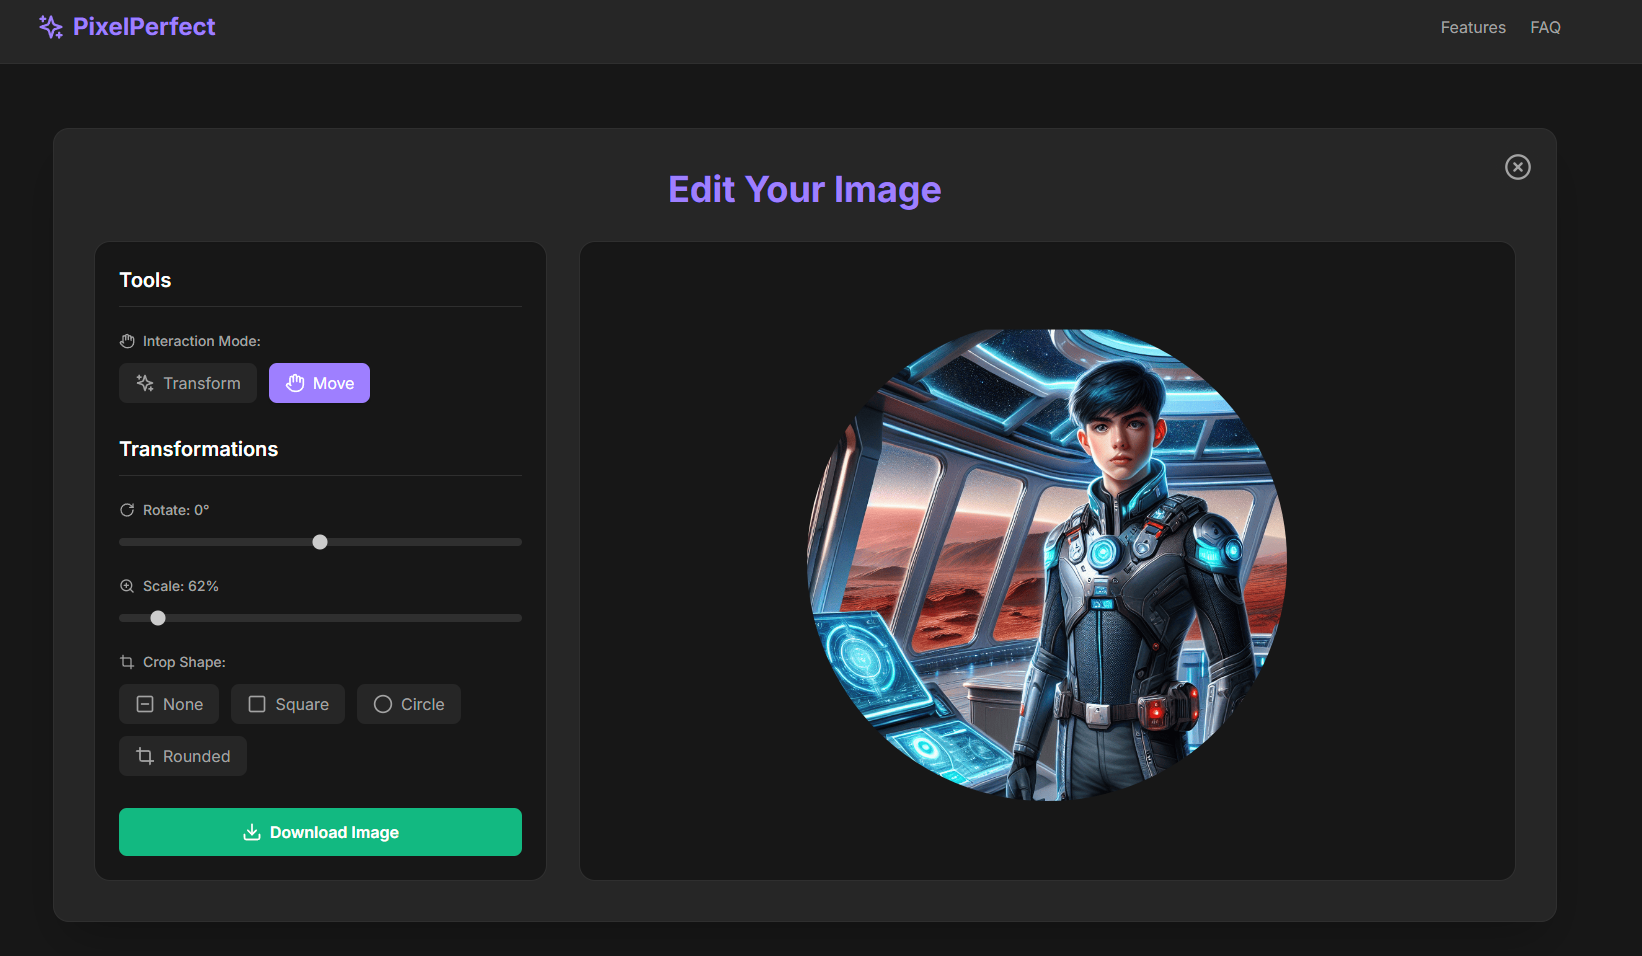 PixelPerfect
Features FAQ
Edit Your Image
Tools
Interaction Mode:
Transform Move
Transformations
Rotate: 0°
Scale: 62%
Crop Shape:
None Square Circle
Rounded
Download Image